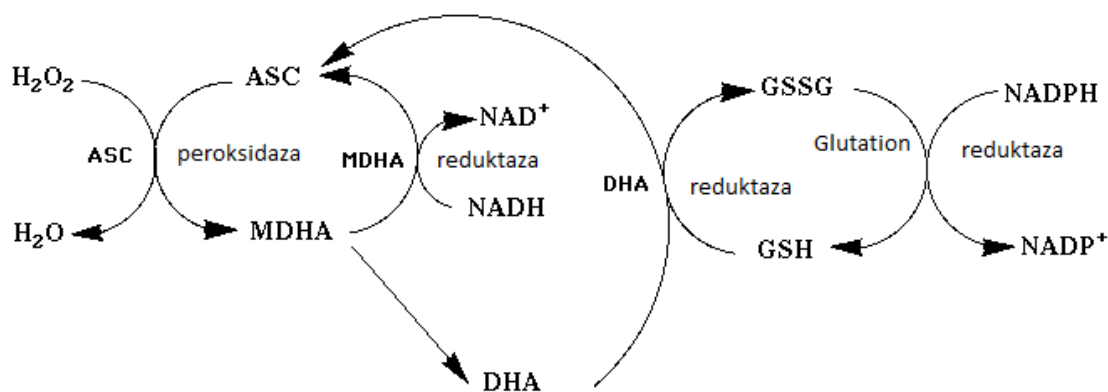 H₂O₂
ASC
GSSG
NADPH
NAD⁺
ASC peroksidaza
MDHA reduktaza
Glutation reduktaza
DHA reduktaza
NADH
H₂O
MDHA
GSH
NADP⁺
DHA